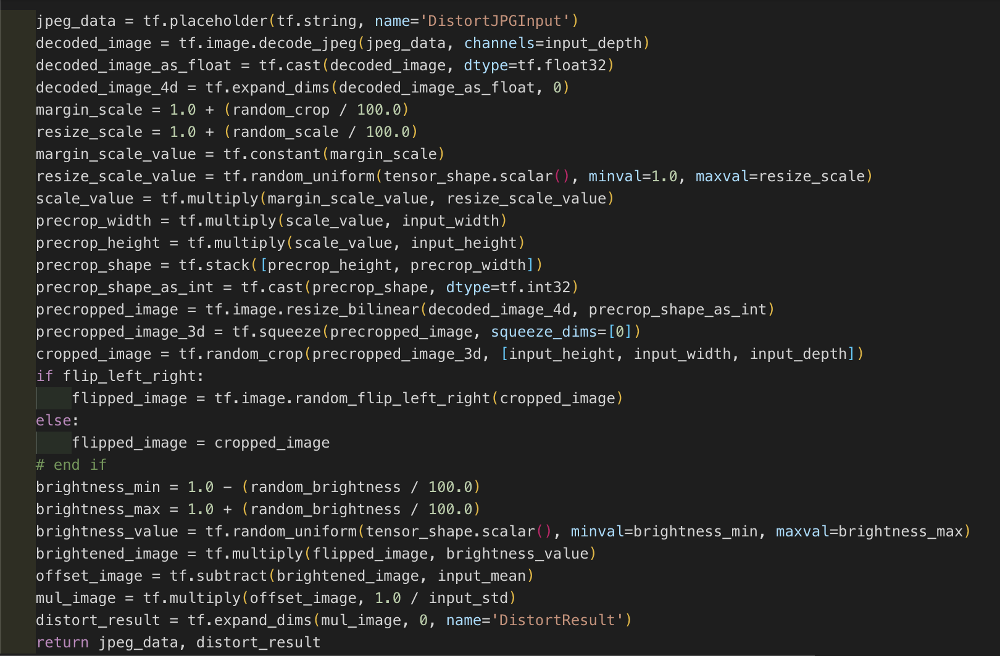 jpeg_data = tf.placeholder(tf.string, name='DistortJPGInput')
decoded_image = tf.image.decode_jpeg(jpeg_data, channels=input_depth)
decoded_image_as_float = tf.cast(decoded_image, dtype=tf.float32)
decoded_image_4d = tf.expand_dims(decoded_image_as_float, 0)
margin_scale = 1.0 + (random_crop / 100.0)
resize_scale = 1.0 + (random_scale / 100.0)
margin_scale_value = tf.constant(margin_scale)
resize_scale_value = tf.random_uniform(tensor_shape.scalar(), minval=1.0, maxval=resize_scale)
scale_value = tf.multiply(margin_scale_value, resize_scale_value)
precrop_width = tf.multiply(scale_value, input_width)
precrop_height = tf.multiply(scale_value, input_height)
precrop_shape = tf.stack([precrop_height, precrop_width])
precrop_shape_as_int = tf.cast(precrop_shape, dtype=tf.int32)
precropped_image = tf.image.resize_bilinear(decoded_image_4d, precrop_shape_as_int)
precropped_image_3d = tf.squeeze(precropped_image, squeeze_dims=[0])
cropped_image = tf.random_crop(precropped_image_3d, [input_height, input_width, input_depth])
if flip_left_right:
    flipped_image = tf.image.random_flip_left_right(cropped_image)
else:
    flipped_image = cropped_image
# end if
brightness_min = 1.0 - (random_brightness / 100.0)
brightness_max = 1.0 + (random_brightness / 100.0)
brightness_value = tf.random_uniform(tensor_shape.scalar(), minval=brightness_min, maxval=brightness_max)
brightened_image = tf.multiply(flipped_image, brightness_value)
offset_image = tf.subtract(brightened_image, input_mean)
mul_image = tf.multiply(offset_image, 1.0 / input_std)
distort_result = tf.expand_dims(mul_image, 0, name='DistortResult')
return jpeg_data, distort_result